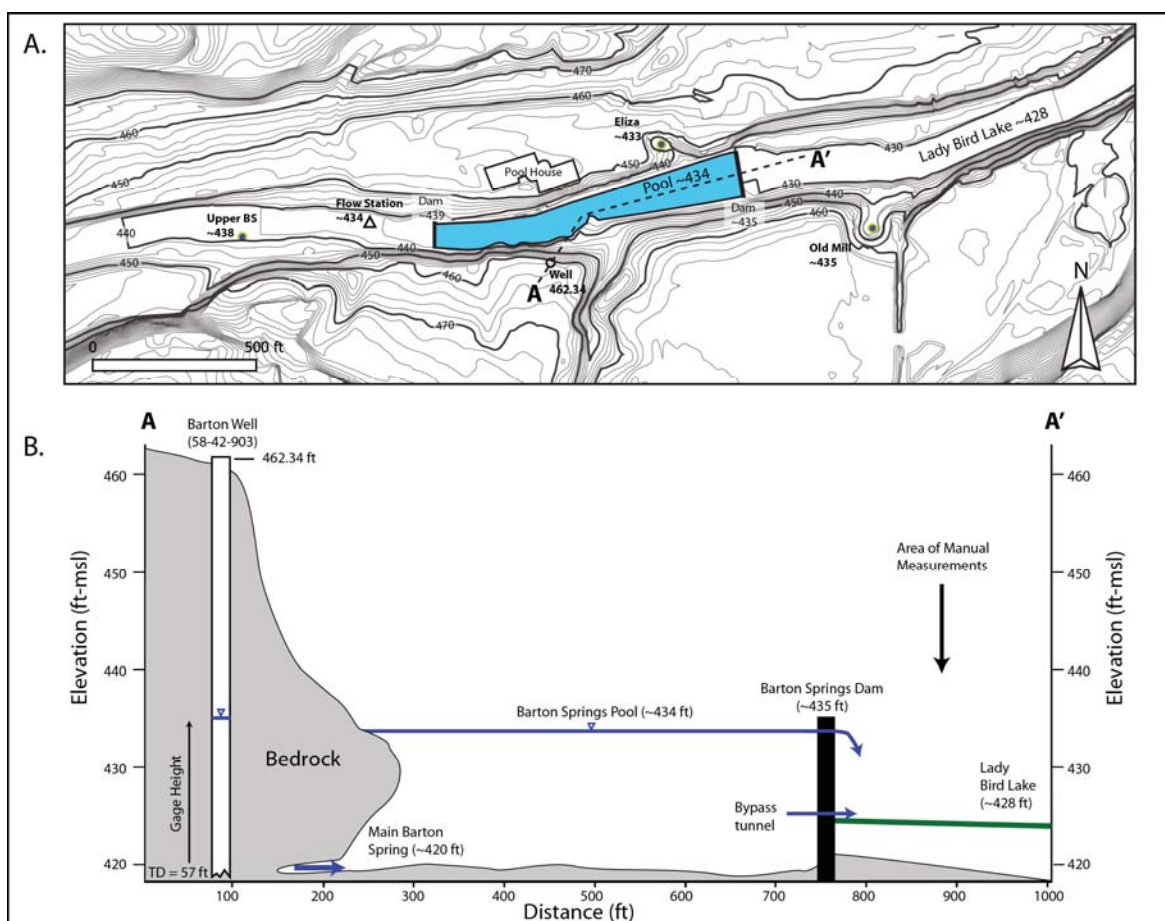 A.
470
460
460
450
Eliza
~433
450
440
Pool House
Lady Bird Lake ~428
430
A'
Pool ~434
Flow Station
~434
Dam
~439
Upper BS
~438
440
450
440
450
460
Well
462.34
A
470
430
440
450
460
Dam
~435
Old Mill
~435
N
0
500 ft
B.
A
A'
Barton Well
(58-42-903)
462.34 ft
460
450
440
430
420
Elevation (ft-msl)
Gage Height
TD = 57 ft
Bedrock
Main Barton
Spring (~420 ft)
Barton Springs Pool (~434 ft)
Barton Springs Dam
(~435 ft)
Bypass
tunnel
Area of Manual
Measurements
Lady
Bird Lake
(~428 ft)
460
450
440
430
420
Elevation (ft-msl)
100
200
300
400
500
600
700
800
900
1000
Distance (ft)